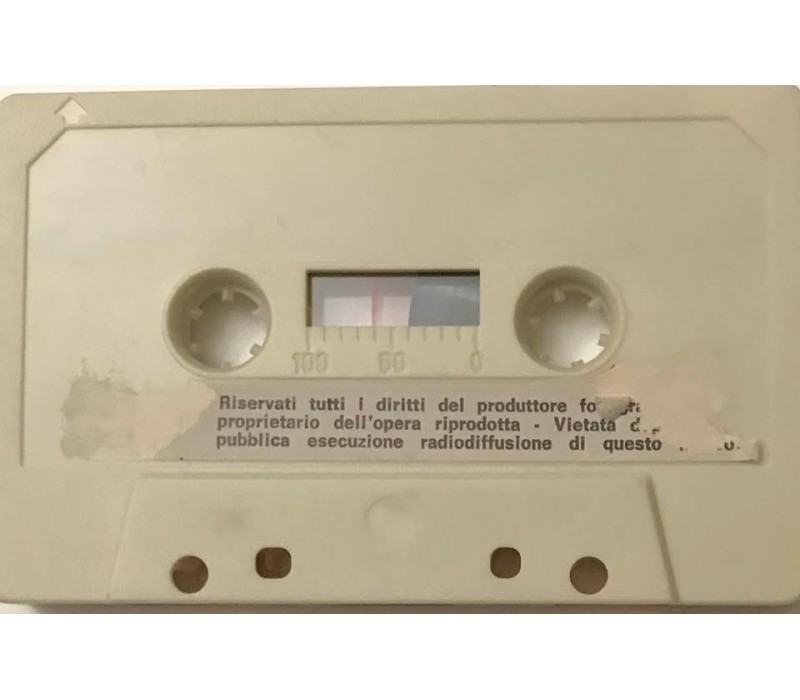 100 50 0
Riservati tutti i diritti del produttore
proprietario dell'opera riprodotta - Vietata
pubblica esecuzione radiodiffusione di questo